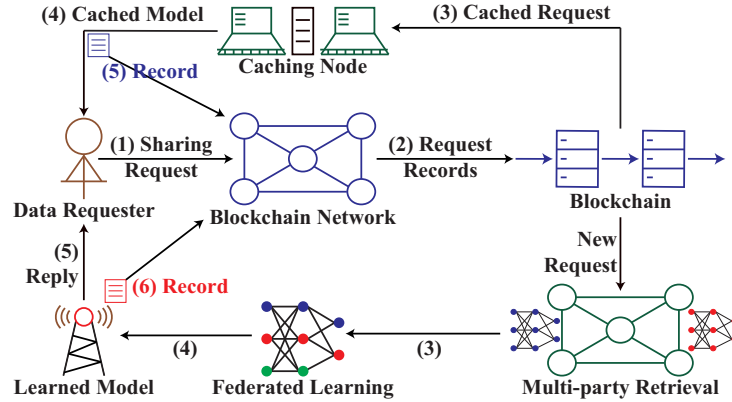 (4) Cached Model
(3) Cached Request
Caching Node
(5) Record
(1) Sharing
Request
(2) Request
Records
Data Requester
Blockchain Network
Blockchain
(5)
Reply
(6) Record
New
Request
(4)
(3)
Learned Model
Federated Learning
Multi-party Retrieval